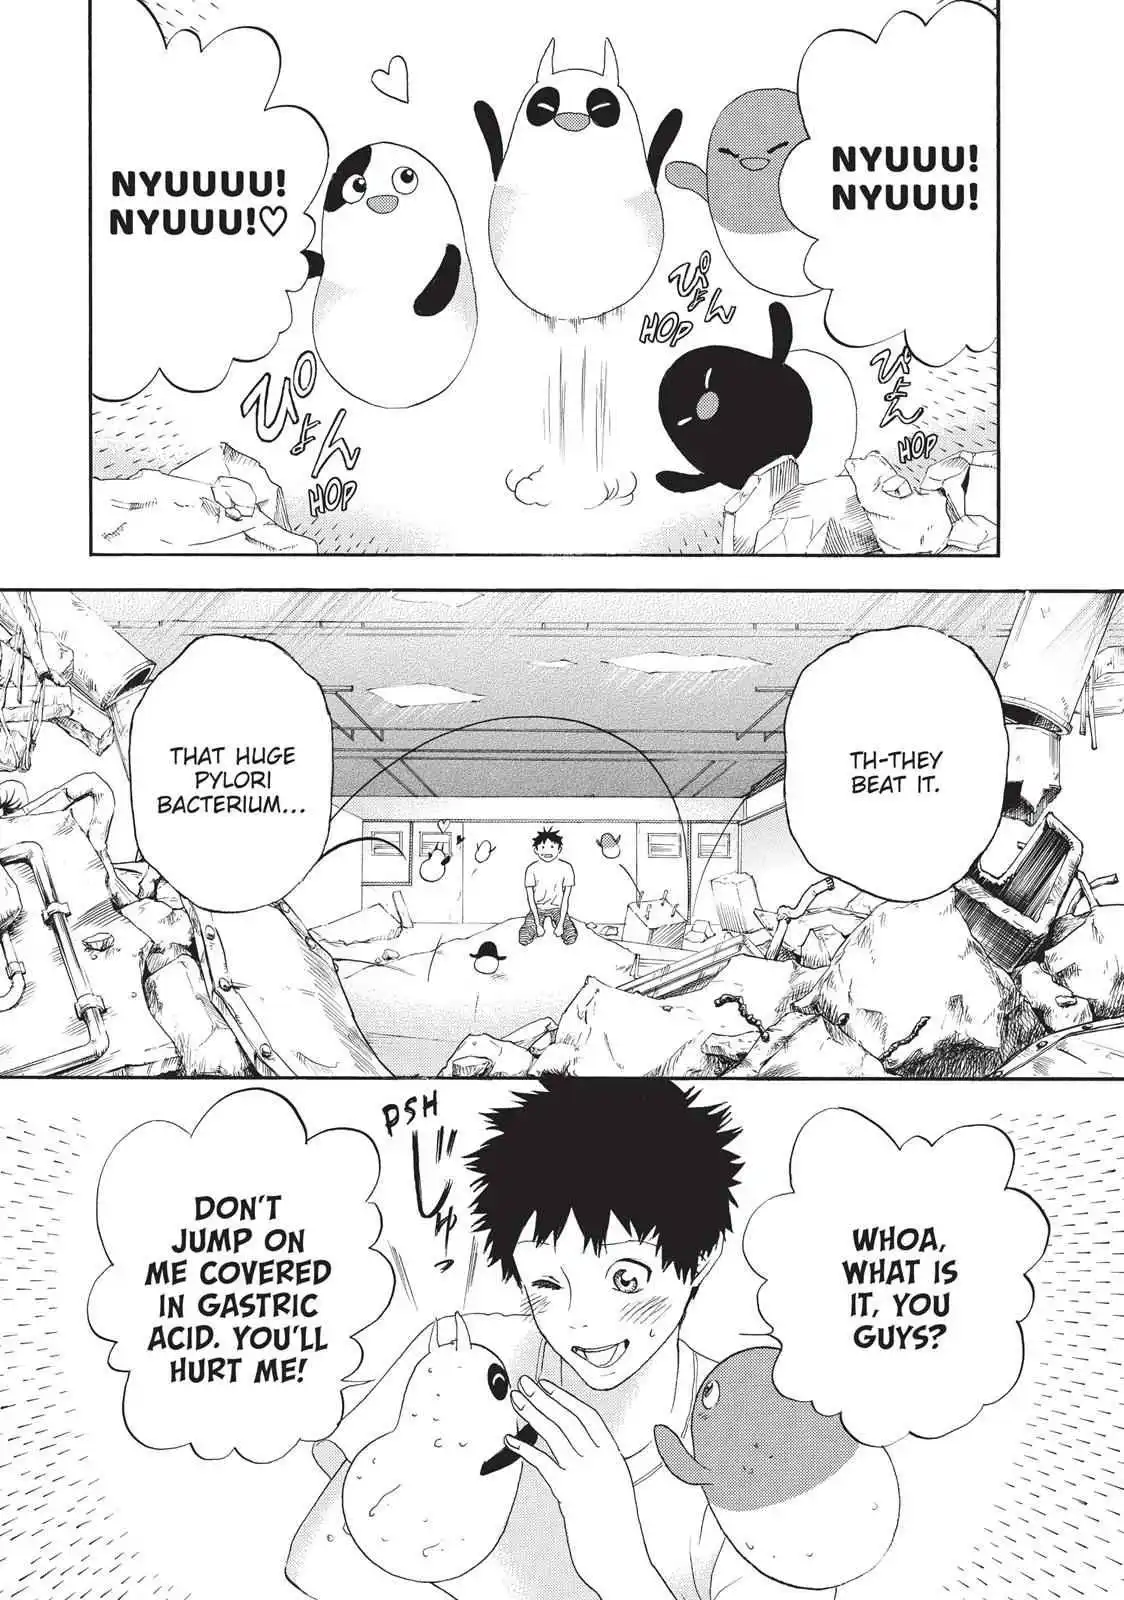 NYUUU!
NYUUU!
NYUUUU!
NYUUU!♡
ぴょん
HOP
ぴょん
HOP
ぴょん
HOP
TH-THEY
BEAT IT.
THAT HUGE
PYLORI
BACTERIUM...
WHOA,
WHAT IS
IT, YOU
GUYS?
PSH
じゅっ
DON'T
JUMP ON
ME COVERED
IN GASTRIC
ACID. YOU'LL
HURT ME!